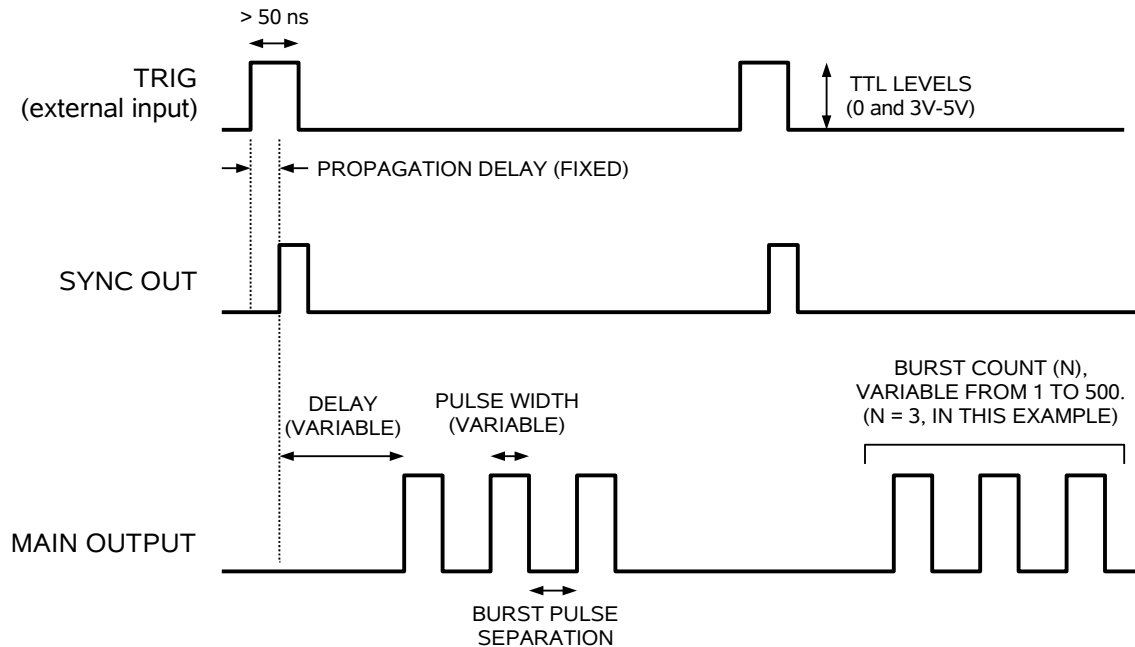 > 50 ns
TRIG
(external input)
TTL LEVELS
(0 and 3V-5V)
PROPAGATION DELAY (FIXED)
SYNC OUT
BURST COUNT (N),
VARIABLE FROM 1 TO 500.
(N = 3, IN THIS EXAMPLE)
DELAY
(VARIABLE)
PULSE WIDTH
(VARIABLE)
MAIN OUTPUT
BURST PULSE
SEPARATION